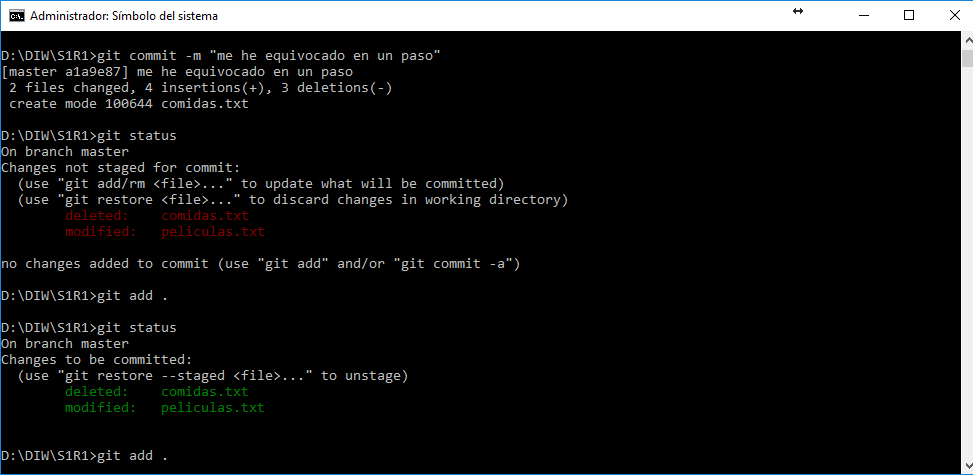 Administrador: Símbolo del sistema
D:\DIW\S1R1>git commit -m "me he equivocado en un paso"
[master a1a9e87] me he equivocado en un paso
 2 files changed, 4 insertions(+), 3 deletions(-)
 create mode 100644 comidas.txt
D:\DIW\S1R1>git status
On branch master
Changes not staged for commit:
  (use "git add/rm <file>..." to update what will be committed)
  (use "git restore <file>..." to discard changes in working directory)
        deleted:    comidas.txt
        modified:   peliculas.txt
no changes added to commit (use "git add" and/or "git commit -a")
D:\DIW\S1R1>git add .
D:\DIW\S1R1>git status
On branch master
Changes to be committed:
  (use "git restore --staged <file>..." to unstage)
        deleted:    comidas.txt
        modified:   peliculas.txt
D:\DIW\S1R1>git add .